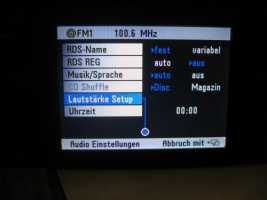 FM1 100.6 MHz
RDS-Name fest variabel
RDS REG auto aus
Musik/Sprache auto aus
CD Shuffle Disc Magazin
Lautstärke Setup
Uhrzeit 00:00
Audio Einstellungen Abbruch mit